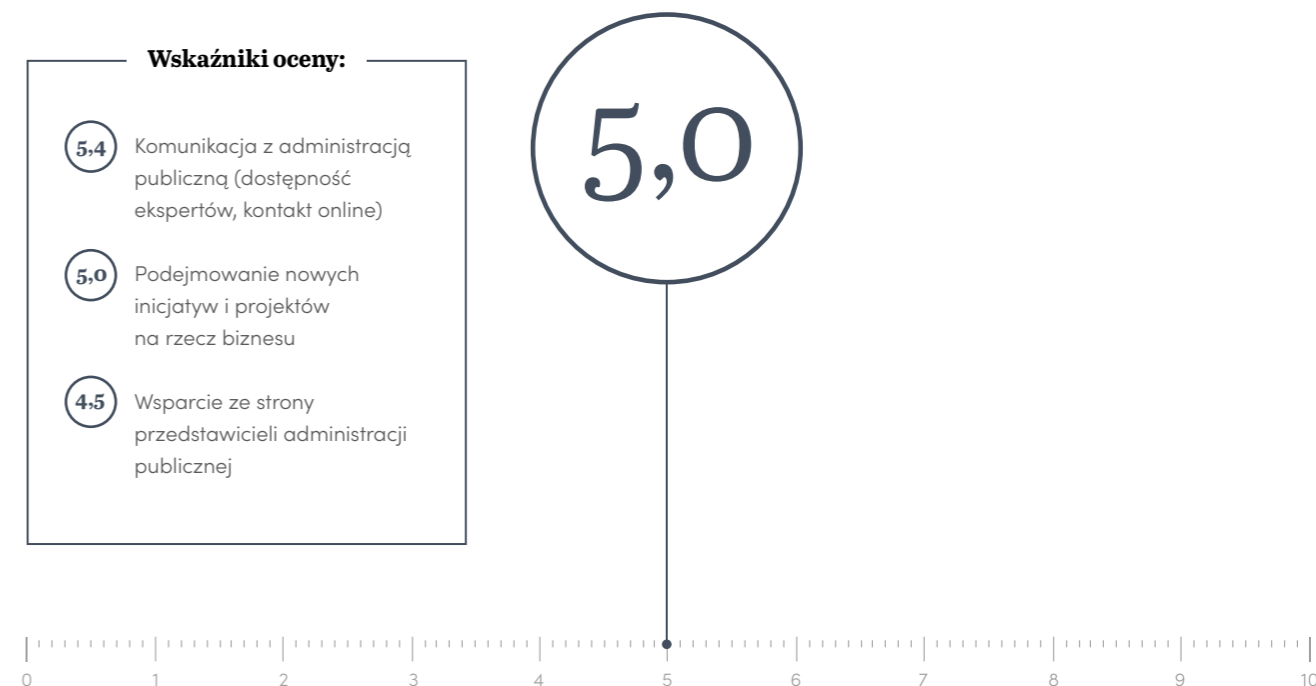 Wskaźniki oceny:
5,4
Komunikacja z administracją
publiczną (dostępność
ekspertów, kontakt online)
5,0
Podejmowanie nowych
inicjatyw i projektów
na rzecz biznesu
4,5
Wsparcie ze strony
przedstawicieli administracji
publicznej
5,0
0 1 2 3 4 5 6 7 8 9 10